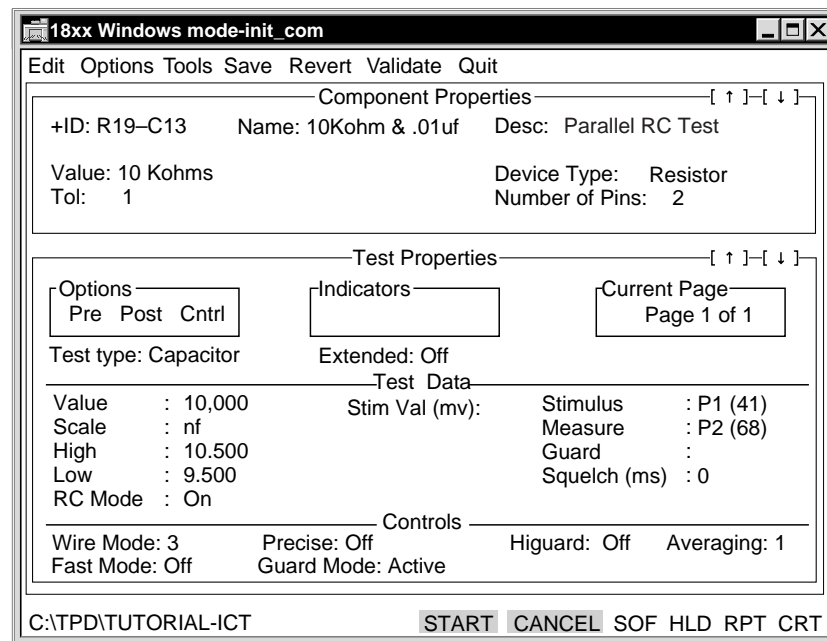 18xx Windows mode-init_com
Edit Options Tools Save Revert Validate Quit
Component Properties [ ↑ ] [ ↓ ]
+ID: R19–C13 Name: 10Kohm & .01uf Desc: Parallel RC Test
Value: 10 Kohms Device Type: Resistor
Tol: 1 Number of Pins: 2
Test Properties [ ↑ ] [ ↓ ]
Options Indicators Current Page
Pre Post Cntrl Page 1 of 1
Test type: Capacitor Extended: Off
Test Data
Value : 10,000 Stim Val (mv): Stimulus : P1 (41)
Scale : nf Measure : P2 (68)
High : 10.500 Guard :
Low : 9.500 Squelch (ms) : 0
RC Mode : On
Controls
Wire Mode: 3 Precise: Off Higuard: Off Averaging: 1
Fast Mode: Off Guard Mode: Active
C:\TPD\TUTORIAL-ICT START CANCEL SOF HLD RPT CRT